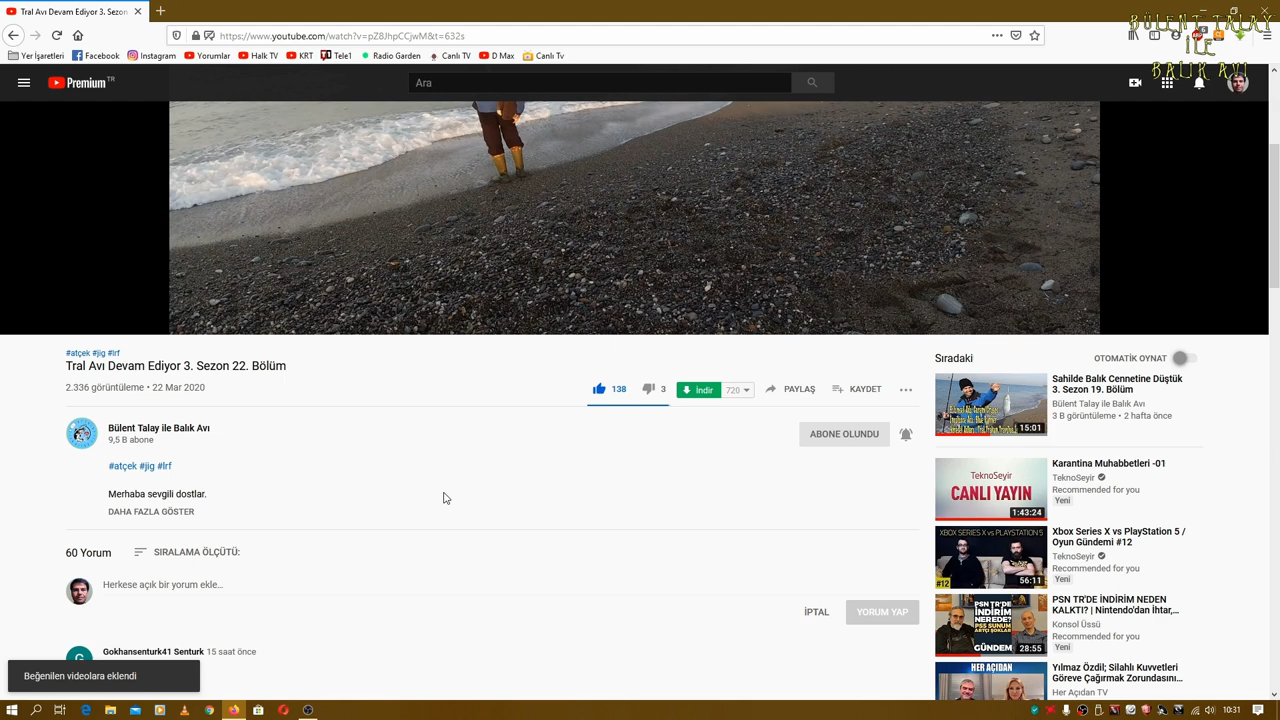 Tral Avı Devam Ediyor 3. Sezon
BÜLENT TALAY
İLE
BALIK AVI
https://www.youtube.com/watch?v=pZ8JhpCCjwM&t=632s
Yer İşaretleri
Facebook
Instagram
Yorumlar
Halk TV
KRT
Tele1
Radio Garden
Canlı TV
D Max
Canlı Tv
Premium TR
Ara
#atçek #jig #lrf
Tral Avı Devam Ediyor 3. Sezon 22. Bölüm
2.336 görüntüleme • 22 Mar 2020
138
3
İndir
720
PAYLAŞ
KAYDET
Bülent Talay ile Balık Avı
9,5 B abone
ABONE OLUNDU
#atçek #jig #lrf
Merhaba sevgili dostlar.
DAHA FAZLA GÖSTER
60 Yorum
SIRALAMA ÖLÇÜTÜ:
Herkese açık bir yorum ekle...
İPTAL
YORUM YAP
G
Gokhansenturk41 Senturk 15 saat önce
Beğenilen videolara eklendi
Sıradaki
OTOMATİK OYNAT
15:01
Sahilde Balık Cennetine Düştük
3. Sezon 19. Bölüm
Bülent Talay ile Balık Avı
3 B görüntüleme • 2 hafta önce
TeknoSeyir
CANLI YAYIN
1:43:24
Karantina Muhabbetleri -01
TeknoSeyir
Recommended for you
Yeni
XBOX SERIES X vs PLAYSTATION 5
#12
56:11
Xbox Series X vs PlayStation 5 /
Oyun Gündemi #12
TeknoSeyir
Recommended for you
Yeni
PSN TR'DE
İNDİRİM
NEREDE?
PS5 SUNUM
ARTÇI ŞOKLAR
GÜNDEM
28:55
PSN TR'DE İNDİRİM NEDEN
KALKTI? | Nintendo'dan İhtar,...
Konsol Üssü
Recommended for you
Yeni
HER AÇIDAN
Yılmaz Özdil; Silahlı Kuvvetleri
Göreve Çağırmak Zorundasını...
Her Açıdan TV
Recommended for you
10:31